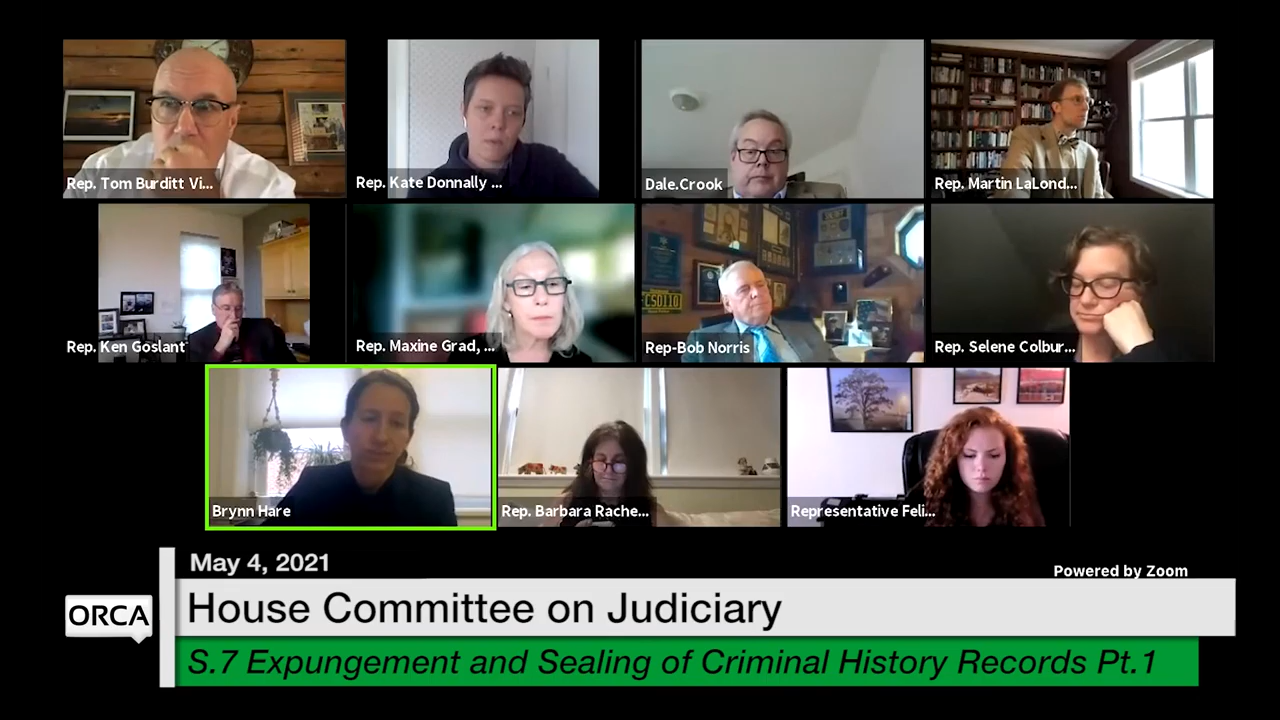 Rep. Tom Burditt Vi...
Rep. Kate Donnally ...
Dale.Crook
Rep. Martin LaLond...
Rep. Ken Goslant
Rep. Maxine Grad, ...
CSO110
Rep-Bob Norris
Rep. Selene Colbur...
Brynn Hare
Rep. Barbara Rache...
Representative Feli...
May 4, 2021
Powered by Zoom
ORCA
House Committee on Judiciary
S.7 Expungement and Sealing of Criminal History Records Pt.1